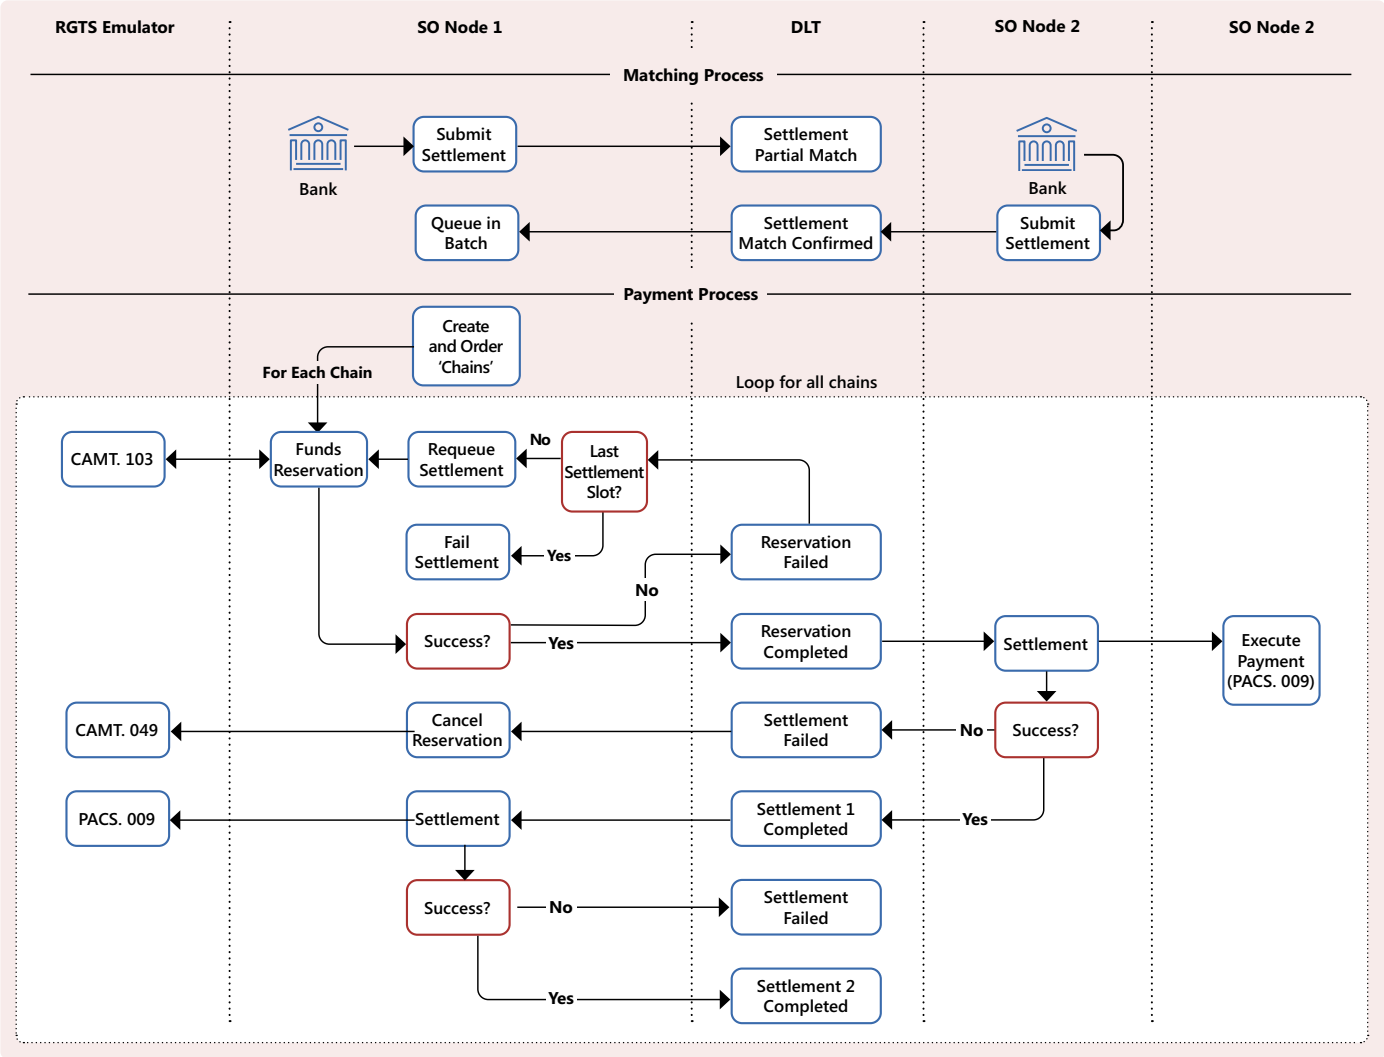 RGTS Emulator
SO Node 1
DLT
SO Node 2
SO Node 2
Matching Process
Submit
Settlement
Settlement
Partial Match
Bank
Bank
Queue in
Batch
Settlement
Match Confirmed
Submit
Settlement
Payment Process
Create
and Order
‘Chains’
For Each Chain
Loop for all chains
CAMT. 103
Funds
Reservation
Requeue
Settlement
No
Last
Settlement
Slot?
Fail
Settlement
Yes
Reservation
Failed
No
Success?
Yes
Reservation
Completed
Settlement
Execute
Payment
(PACS. 009)
CAMT. 049
Cancel
Reservation
Settlement
Failed
No
Success?
PACS. 009
Settlement
Settlement 1
Completed
Yes
Success?
No
Settlement
Failed
Yes
Settlement 2
Completed